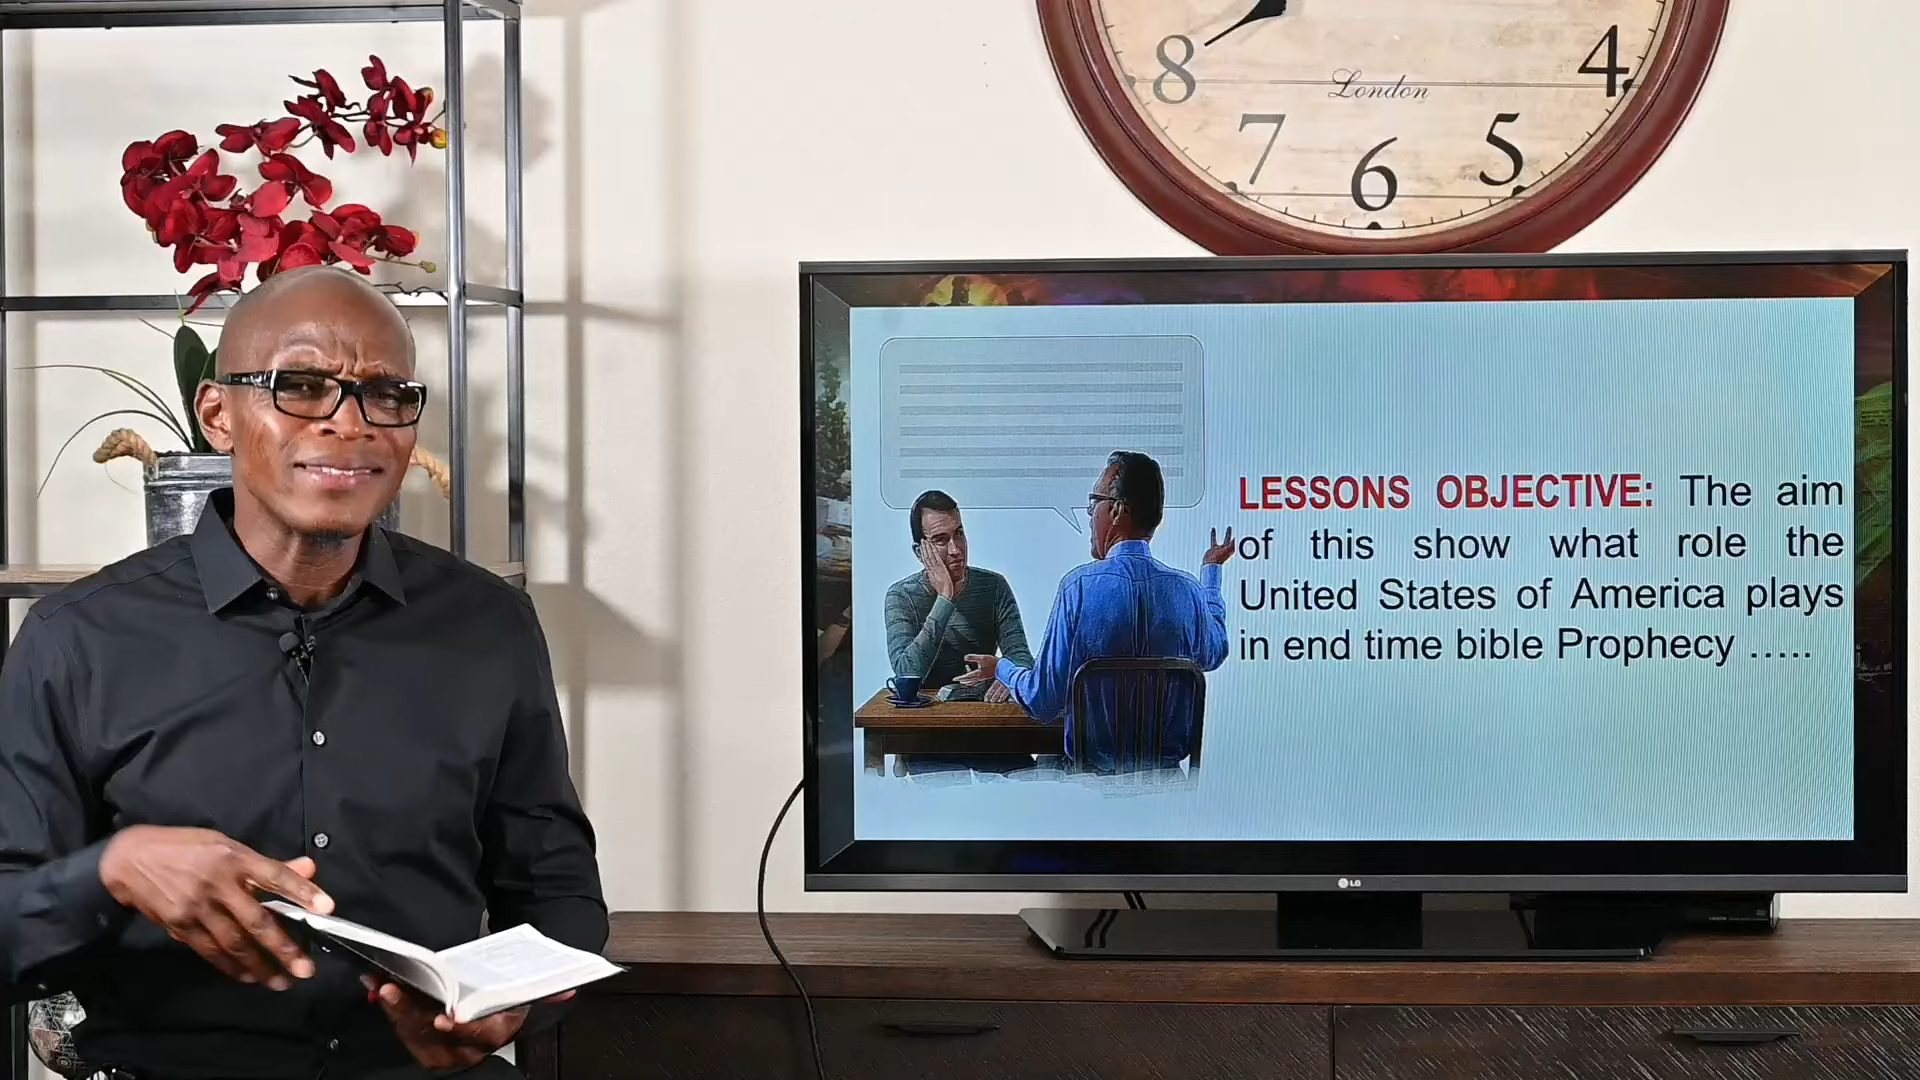 8
4
London
7
5
6
LESSONS OBJECTIVE: The aim
of this show what role the
United States of America plays
in end time bible Prophecy .....
LG